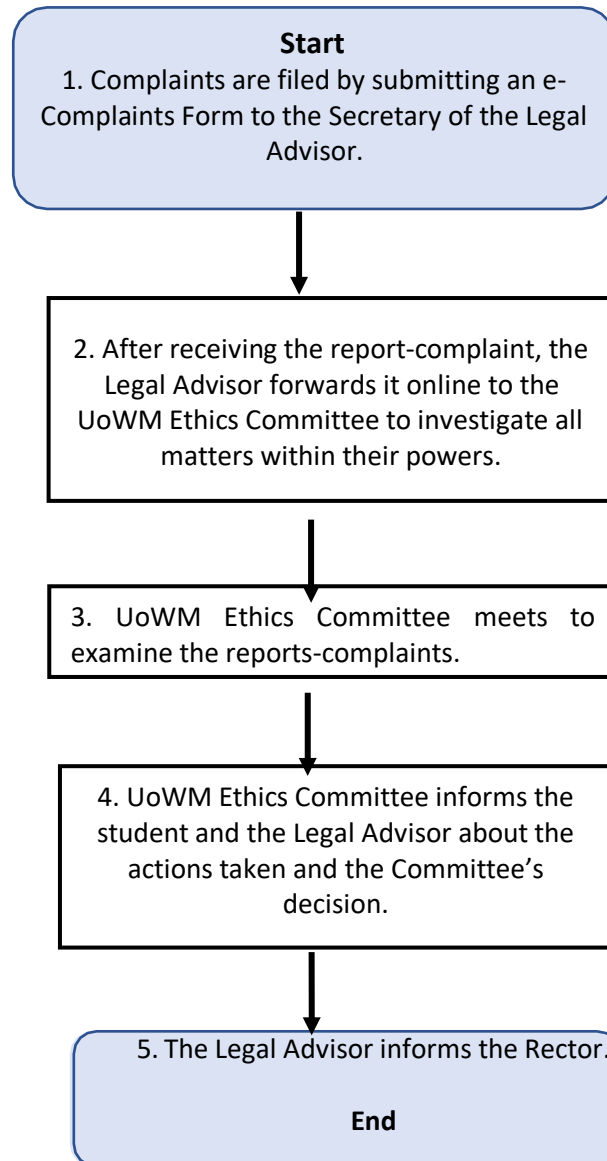 Start
1. Complaints are filed by submitting an e-
Complaints Form to the Secretary of the Legal
Advisor.
2. After receiving the report-complaint, the
Legal Advisor forwards it online to the
UoWM Ethics Committee to investigate all
matters within their powers.
3. UoWM Ethics Committee meets to
examine the reports-complaints.
4. UoWM Ethics Committee informs the
student and the Legal Advisor about the
actions taken and the Committee’s
decision.
5. The Legal Advisor informs the Rector.
End